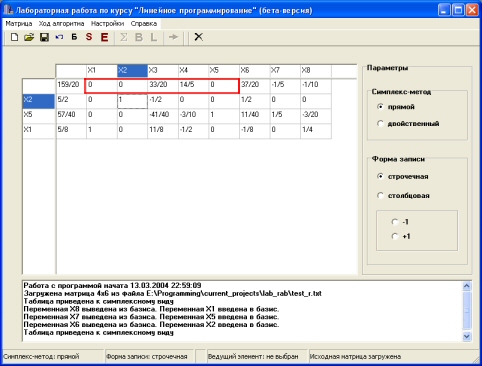 Лабораторная работа по курсу "Линейное программирование" (бета-версия)
Матрица Ход алгоритма Настройки Справка
Б S E Σ B L
X1 X2 X3 X4 X5
159/20 0 0 33/20 14/5 0 37/20 -1/5 -1/10
X2 5/2 0 1 -1/2 0 0 1/2 0 0
X5 57/40 0 0 -41/40 -3/10 1 11/40 1/5 -3/20
X1 5/8 1 0 11/8 -1/2 0 -1/8 0 1/4
Параметры
Симплекс-метод
прямой
двойственный
Форма записи
строчечная
столбцовая
-1
+1
Работа с программой начата 13.03.2004 22:59:09
Загружена матрица 4x6 из файла E:\Programming\current_projects\lab_rab\test_r.txt
Таблица приведена к симплексному виду
Переменная X8 выведена из базиса. Переменная X1 введена в базис.
Переменная X7 выведена из базиса. Переменная X5 введена в базис.
Переменная X6 выведена из базиса. Переменная X2 введена в базис.
Таблица приведена к симплексному виду
Симплекс-метод: прямой Форма записи: строчечная Ведущий элемент: не выбран Исходная матрица загружена